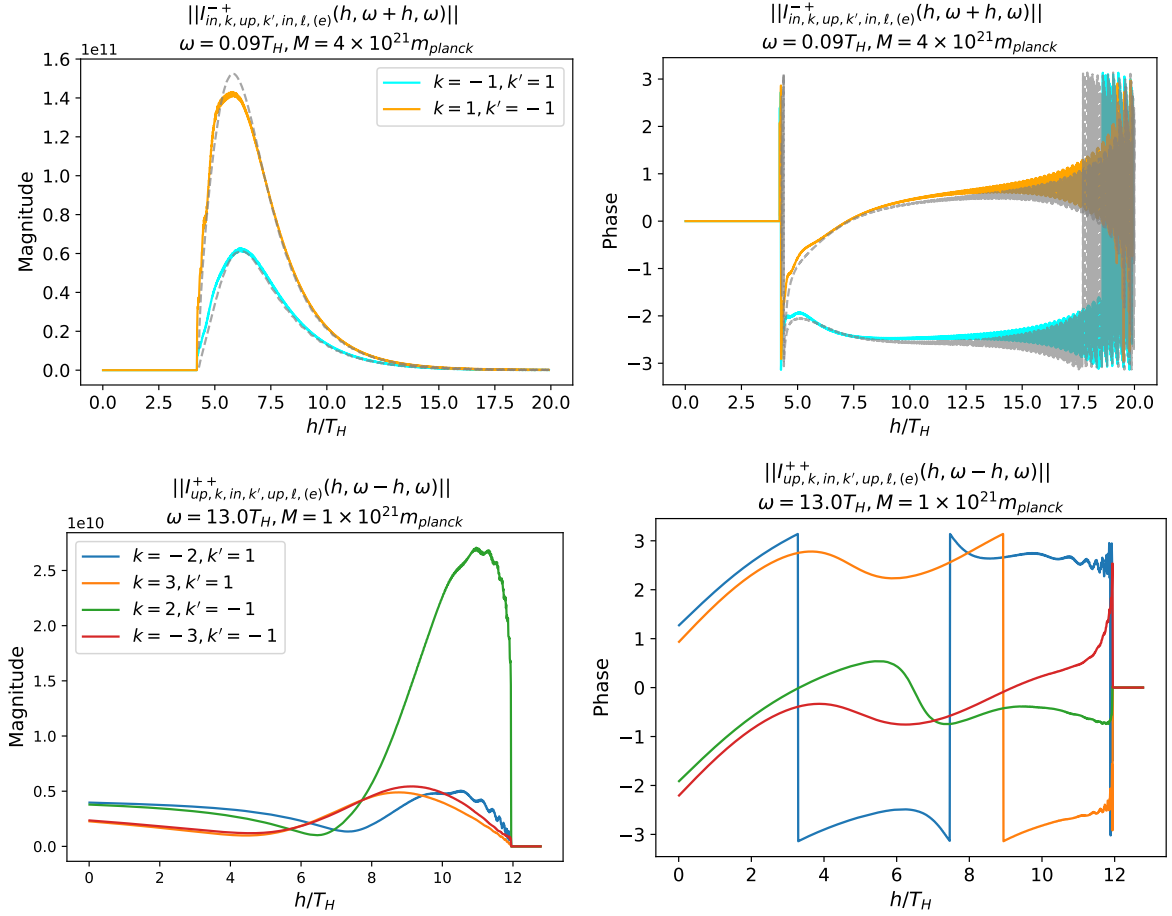 ||I^{-+}_{in,k,up,k′,in,ℓ,(e)}(h, ω + h, ω)||
ω = 0.09T_H, M = 4 × 10^{21}m_{planck}
1e11
1.6
1.4
1.2
1.0
0.8
0.6
0.4
0.2
0.0
Magnitude
k = −1, k′ = 1
k = 1, k′ = −1
0.0 2.5 5.0 7.5 10.0 12.5 15.0 17.5 20.0
h/T_H
||I^{-+}_{in,k,up,k′,in,ℓ,(e)}(h, ω + h, ω)||
ω = 0.09T_H, M = 4 × 10^{21}m_{planck}
3
2
1
0
−1
−2
−3
Phase
0.0 2.5 5.0 7.5 10.0 12.5 15.0 17.5 20.0
h/T_H
||I^{++}_{up,k,in,k′,up,ℓ,(e)}(h, ω − h, ω)||
ω = 13.0T_H, M = 1 × 10^{21}m_{planck}
1e10
2.5
2.0
1.5
1.0
0.5
0.0
Magnitude
k = −2, k′ = 1
k = 3, k′ = 1
k = 2, k′ = −1
k = −3, k′ = −1
0 2 4 6 8 10 12
h/T_H
||I^{++}_{up,k,in,k′,up,ℓ,(e)}(h, ω − h, ω)||
ω = 13.0T_H, M = 1 × 10^{21}m_{planck}
3
2
1
0
−1
−2
−3
Phase
0 2 4 6 8 10 12
h/T_H